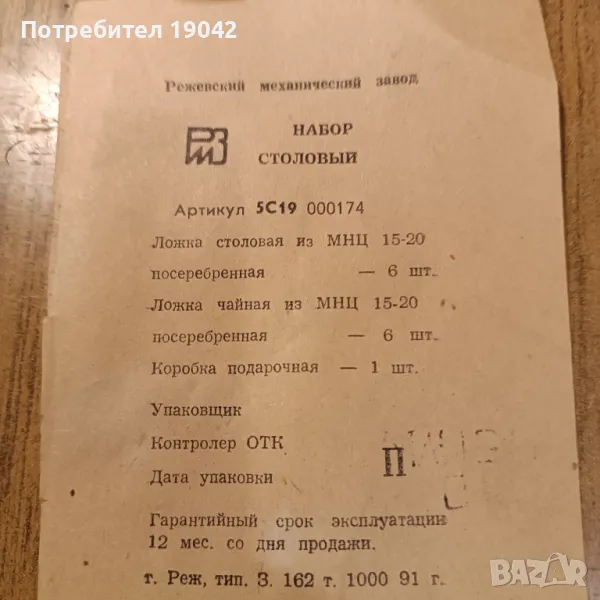 Потребител 19042
Режевский механический завод
РМЗ
НАБОР
СТОЛОВЫЙ
Артикул 5С19 000174
Ложка столовая из МНЦ 15-20
посеребренная — 6 шт.
Ложка чайная из МНЦ 15-20
посеребренная — 6 шт.
Коробка подарочная — 1 шт.
Упаковщик
Контролер ОТК
Дата упаковки
Гарантийный срок эксплуатации
12 мес. со дня продажи.
г. Реж, тип. З. 162 т. 1000 91 г.
BAZAR